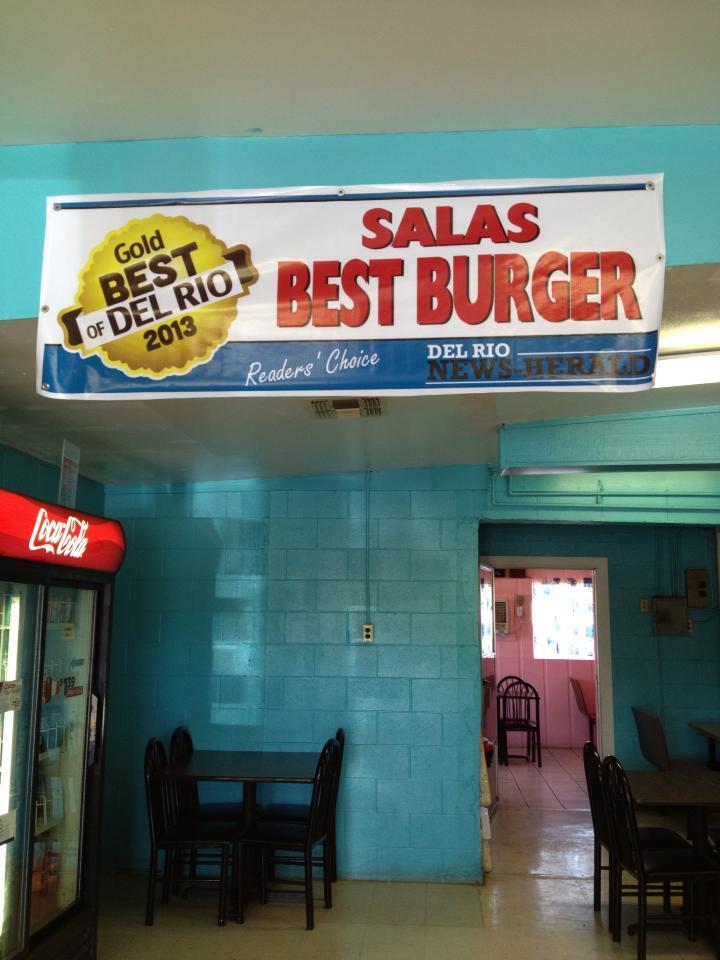 Gold
BEST
OF DEL RIO
2013
SALAS
BEST BURGER
Readers' Choice
DEL RIO
NEWS-HERALD
Coca-Cola